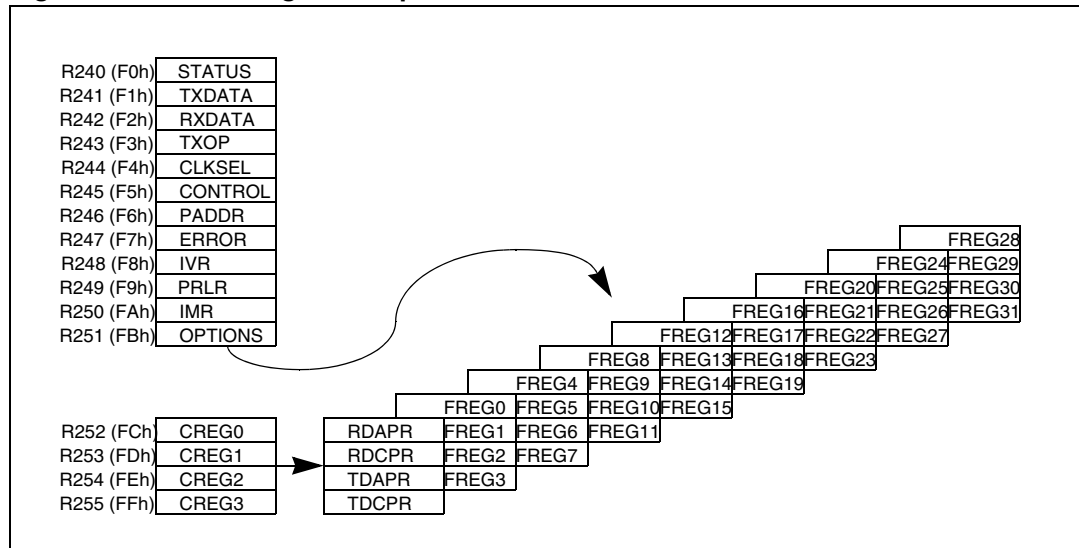 R240 (F0h) STATUS
R241 (F1h) TXDATA
R242 (F2h) RXDATA
R243 (F3h) TXOP
R244 (F4h) CLKSEL
R245 (F5h) CONTROL
R246 (F6h) PADDR
R247 (F7h) ERROR FREG28
R248 (F8h) IVR FREG24 FREG29
R249 (F9h) PRLR FREG20 FREG25 FREG30
R250 (FAh) IMR FREG16 FREG21 FREG26 FREG31
R251 (FBh) OPTIONS FREG12 FREG17 FREG22 FREG27
FREG8 FREG13 FREG18 FREG23
FREG4 FREG9 FREG14 FREG19
FREG0 FREG5 FREG10 FREG15
R252 (FCh) CREG0 RDAPR FREG1 FREG6 FREG11
R253 (FDh) CREG1 RDCPR FREG2 FREG7
R254 (FEh) CREG2 TDAPR FREG3
R255 (FFh) CREG3 TDCPR